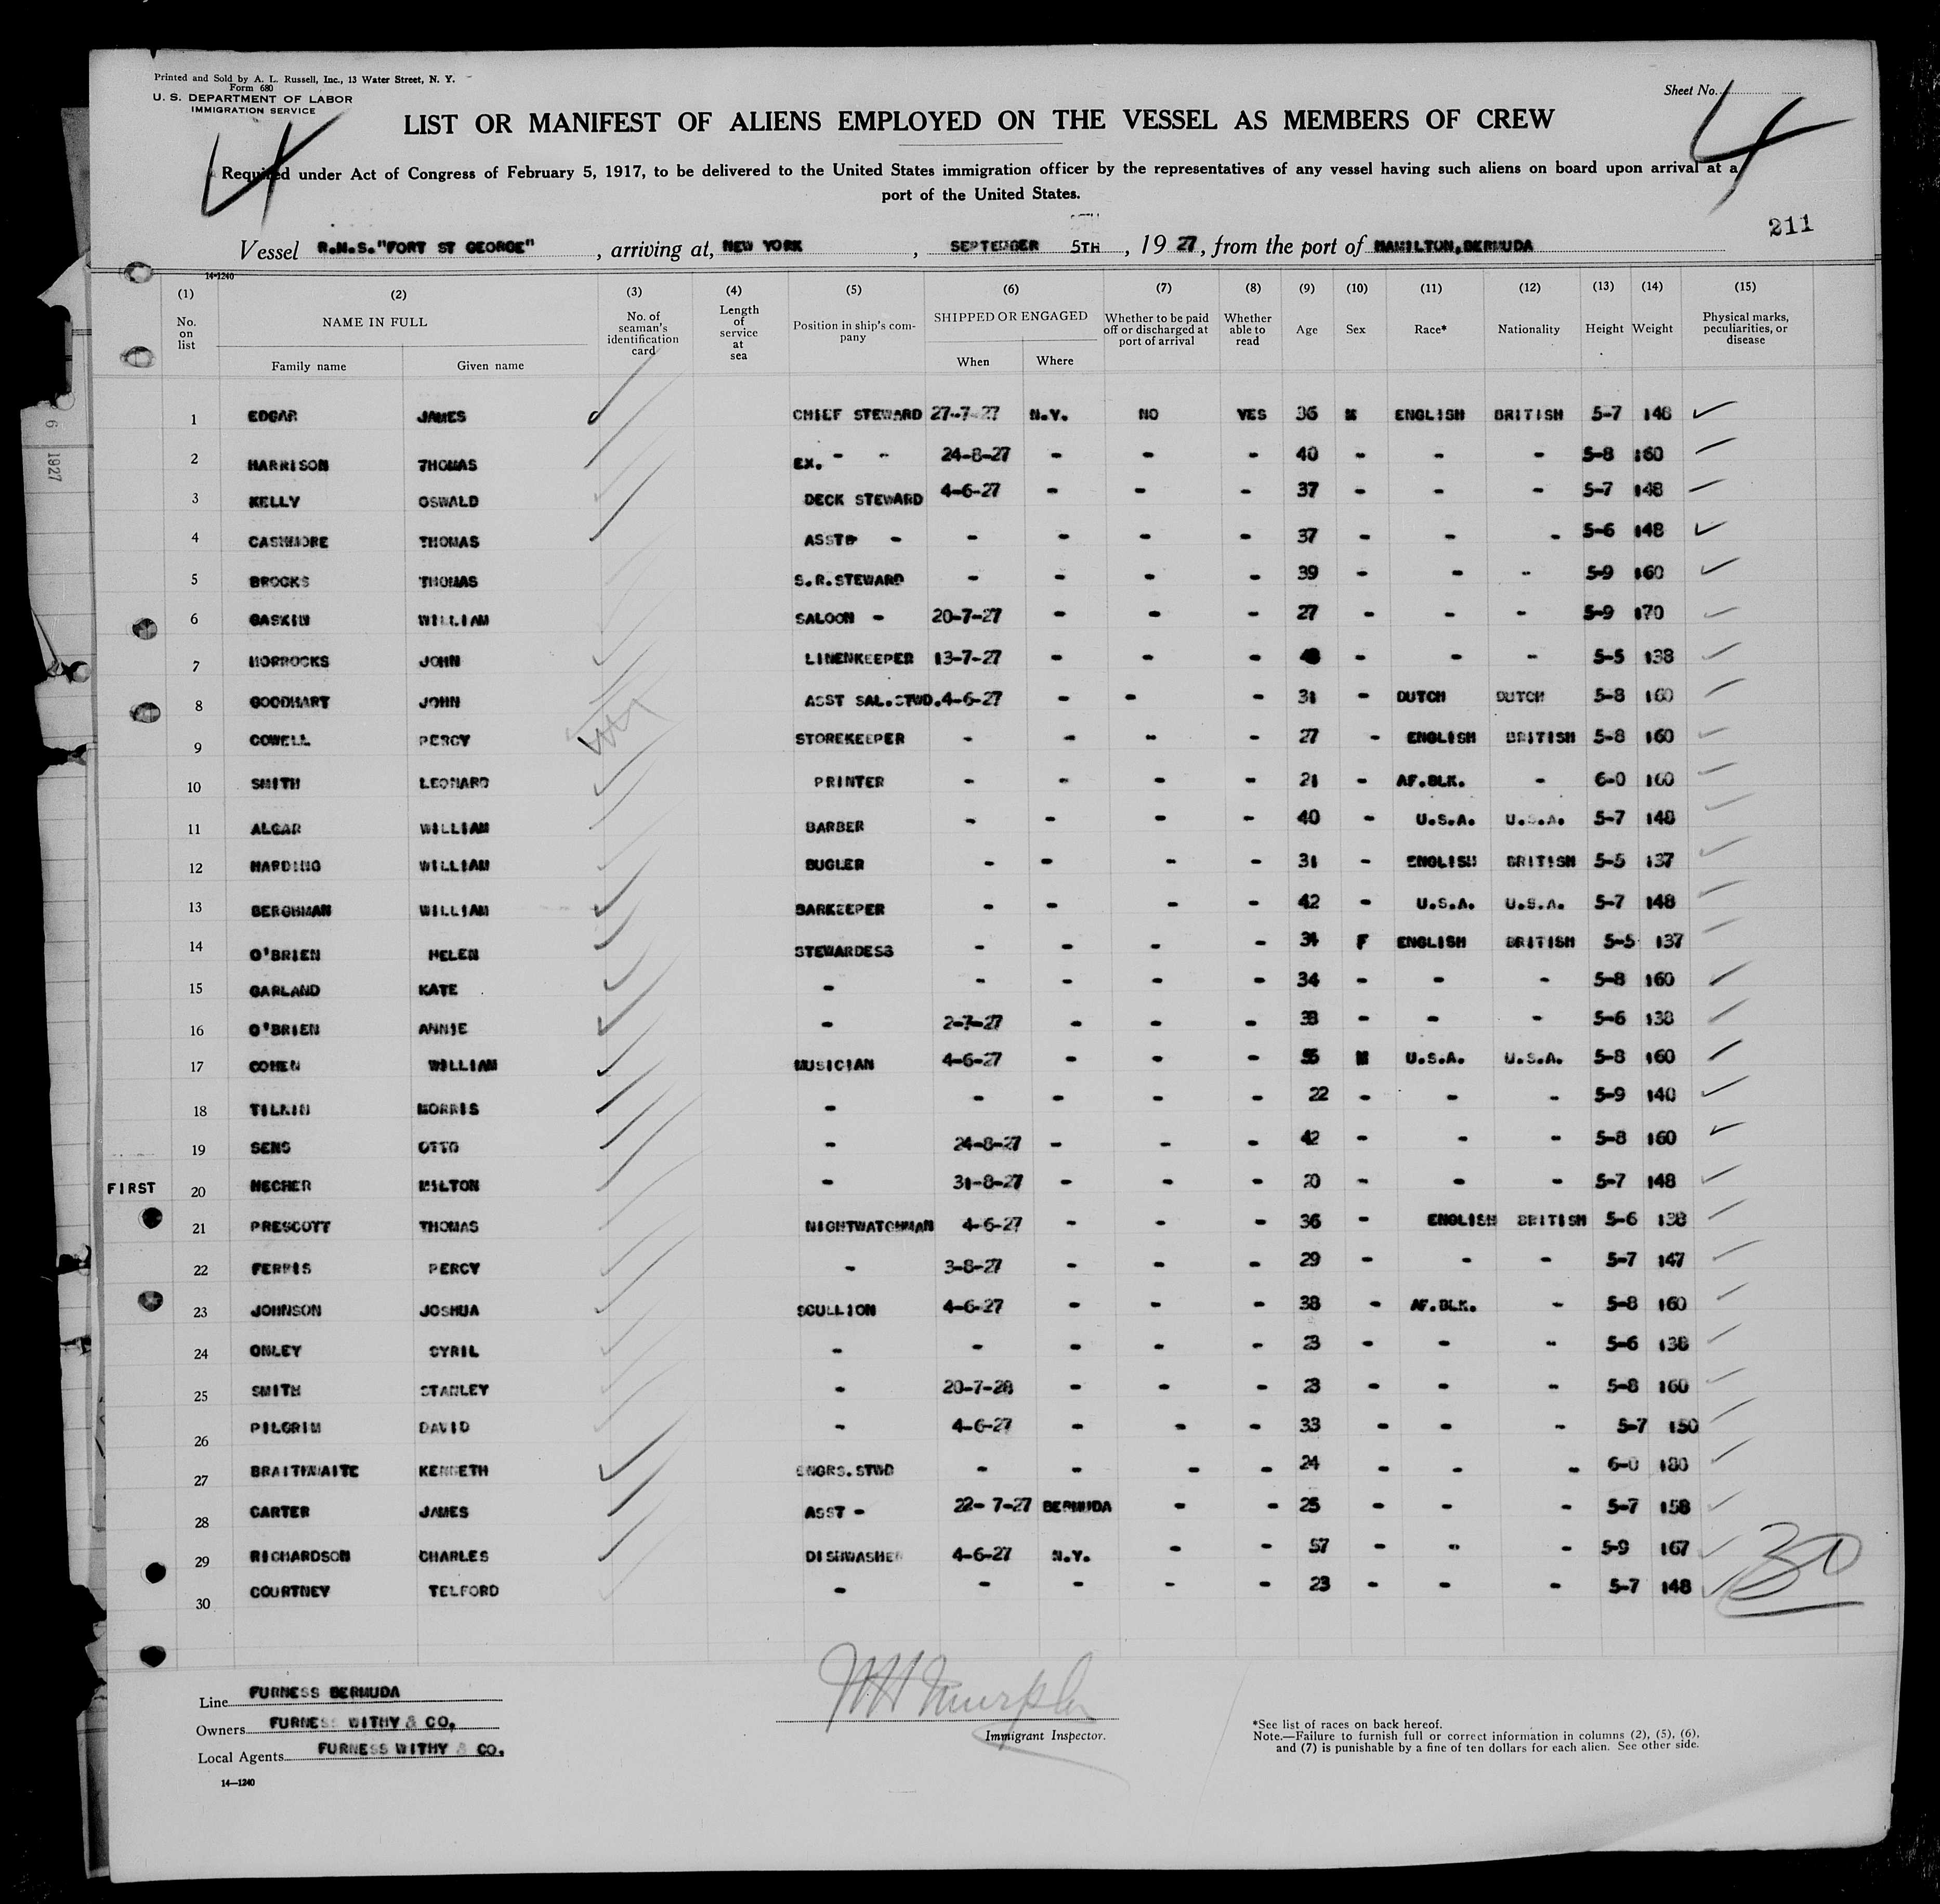 Printed and Sold by A. L. Russell, Inc., 13 Water Street, N. Y.
Form 680
U. S. DEPARTMENT OF LABOR
IMMIGRATION SERVICE
Sheet No.
4 4
LIST OR MANIFEST OF ALIENS EMPLOYED ON THE VESSEL AS MEMBERS OF CREW
Required under Act of Congress of February 5, 1917, to be delivered to the United States immigration officer by the representatives of any vessel having such aliens on board upon arrival at a
port of the United States.
211
Vessel R.M.S."FORT ST GEORGE", arriving at, NEW YORK, SEPTEMBER 5TH, 1927, from the port of HAMILTON,BERMUDA
14-1240
(1) (2) (3) (4) (5) (6) (7) (8) (9) (10) (11) (12) (13) (14) (15)
No. on list NAME IN FULL Family name Given name No. of seaman's identification card Length of service at sea Position in ship's company SHIPPED OR ENGAGED When Where Whether to be paid off or discharged at port of arrival Whether able to read Age Sex Race* Nationality Height Weight Physical marks, peculiarities, or disease
1 EDGAR JAMES CHIEF STEWARD 27-7-27 N.Y. NO YES 36 M ENGLISH BRITISH 5-7 148
2 HARRISON THOMAS EX. - - 24-8-27 - - - 40 - - - 5-8 160
3 KELLY OSWALD DECK STEWARD 4-6-27 - - - 37 - - - 5-7 148
4 CASHMORE THOMAS ASST - - - - - 37 - - - 5-6 148
5 BROCKS THOMAS S.R.STEWARD - - - - 39 - - - 5-9 160
6 GASKIN WILLIAM SALOON - 20-7-27 - - - 27 - - - 5-9 170
7 HORROCKS JOHN LINENKEEPER 13-7-27 - - - - - - 5-5 138
8 GOODHART JOHN ASST SAL.STWD. 4-6-27 - - - 31 - DUTCH DUTCH 5-8 160
9 COWELL PERCY STOREKEEPER - - - - 27 - ENGLISH BRITISH 5-8 160
10 SMITH LEONARD PRINTER - - - - 21 - AF.BLK. - 6-0 160
11 ALGAR WILLIAM BARBER - - - - 40 - U.S.A. U.S.A. 5-7 148
12 HARDING WILLIAM BUGLER - - - - 31 - ENGLISH BRITISH 5-5 137
13 BERGHMAN WILLIAM BARKEEPER - - - - 42 - U.S.A. U.S.A. 5-7 148
14 O'BRIEN HELEN STEWARDESS - - - - 34 F ENGLISH BRITISH 5-5 137
15 GARLAND KATE - - - - - 34 - - - 5-8 160
16 O'BRIEN ANNIE - 2-7-27 - - - 38 - - - 5-6 138
17 COHEN WILLIAM MUSICIAN 4-6-27 - - - 55 M U.S.A. U.S.A. 5-8 160
18 TILKIN MORRIS - - - - - 22 - - - 5-9 140
19 SENS OTTO - 24-8-27 - - - 42 - - - 5-8 160
FIRST 20 HECHER MILTON - 31-8-27 - - - 20 - - - 5-7 148
21 PRESCOTT THOMAS NIGHTWATCHMAN 4-6-27 - - - 36 - ENGLISH BRITISH 5-6 138
22 FERRIS PERCY - 3-8-27 - - - 29 - - - 5-7 147
23 JOHNSON JOSHUA SCULLION 4-6-27 - - - 38 - AF.BLK. - 5-8 160
24 ONLEY CYRIL - - - - - 23 - - - 5-6 138
25 SMITH STANLEY - 20-7-28 - - - 23 - - - 5-8 160
26 PILGRIM DAVID - 4-6-27 - - - 33 - - - 5-7 150
27 BRAITHWAITE KENNETH ENGRS.STWD - - - - 24 - - - 6-0 180
28 CARTER JAMES ASST - 22-7-27 BERMUDA - - 25 - - - 5-7 158
29 RICHARDSON CHARLES DISHWASHER 4-6-27 N.Y. - - 57 - - - 5-9 167
30 COURTNEY TELFORD - - - - - 23 - - - 5-7 148
30
Line FURNESS BERMUDA
Owners FURNESS WITHY & CO.
Local Agents FURNESS WITHY & CO.
14-1240
Immigrant Inspector.
*See list of races on back hereof.
Note.—Failure to furnish full or correct information in columns (2), (5), (6),
and (7) is punishable by a fine of ten dollars for each alien. See other side.
6 1927